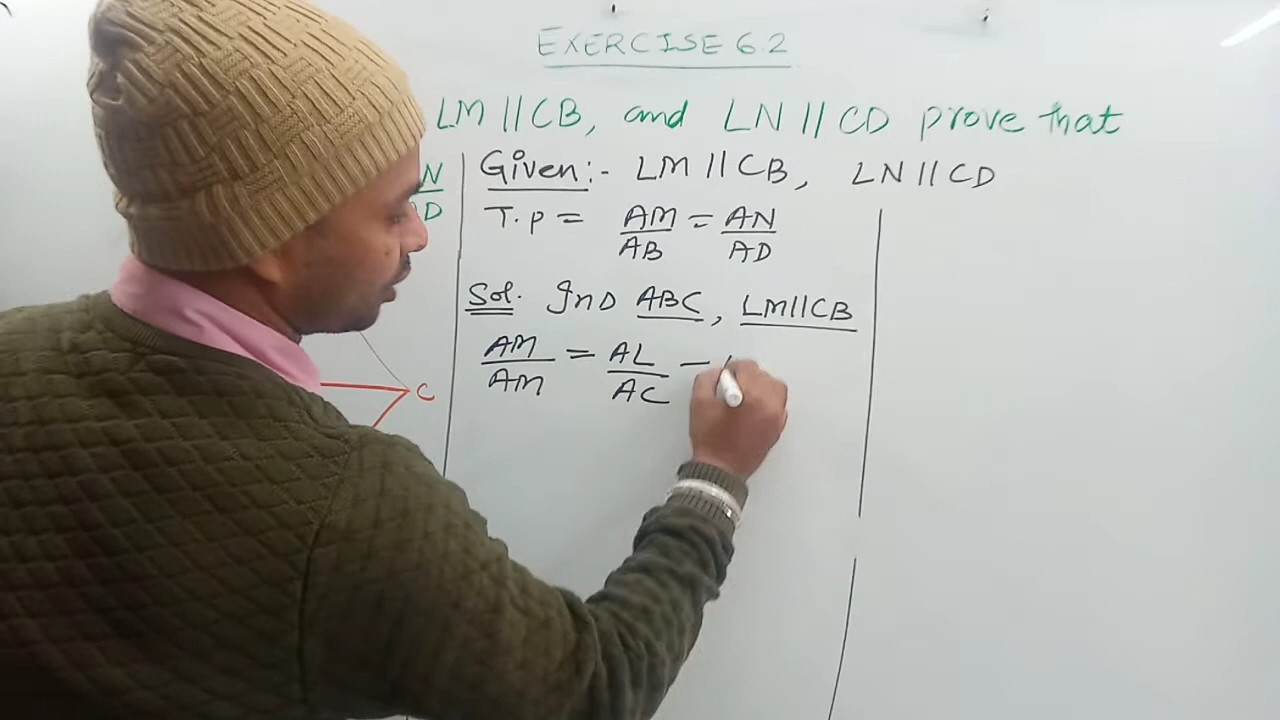 EXERCISE 6.2
LM || CB, and LN || CD prove that
N
D
Given:- LM || CB, LN || CD
T.P = AM/AB = AN/AD
Sol. In Δ ABC, LM||CB
AM/AM = AL/AC —
C